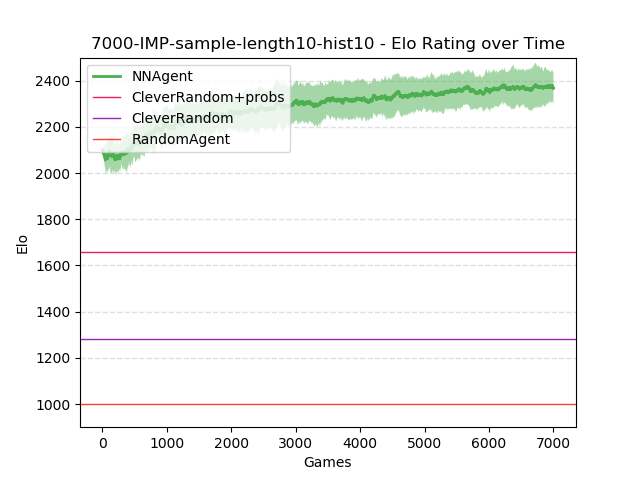 7000-IMP-sample-length10-hist10 - Elo Rating over Time
NNAgent
CleverRandom+probs
CleverRandom
RandomAgent
2400
2200
2000
1800
1600
1400
1200
1000
Elo
0 1000 2000 3000 4000 5000 6000 7000
Games